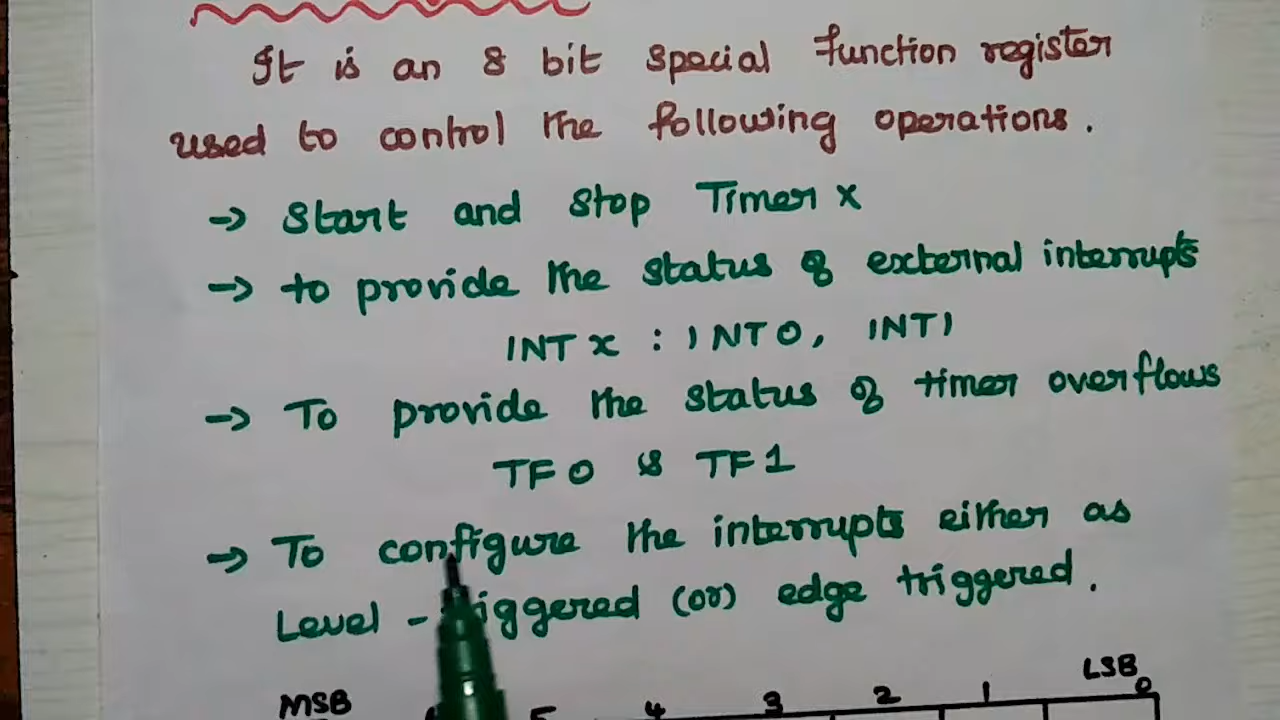 It is an 8 bit special function register
used to control the following operations.
→ Start and stop Timer x
→ to provide the status of external interrupts
INT x : INT0, INT1
→ To provide the status of timer overflows
TF0 & TF1
→ To configure the interrupts either as
Level - triggered (or) edge triggered.
MSB LSB
5 4 3 2 1 0